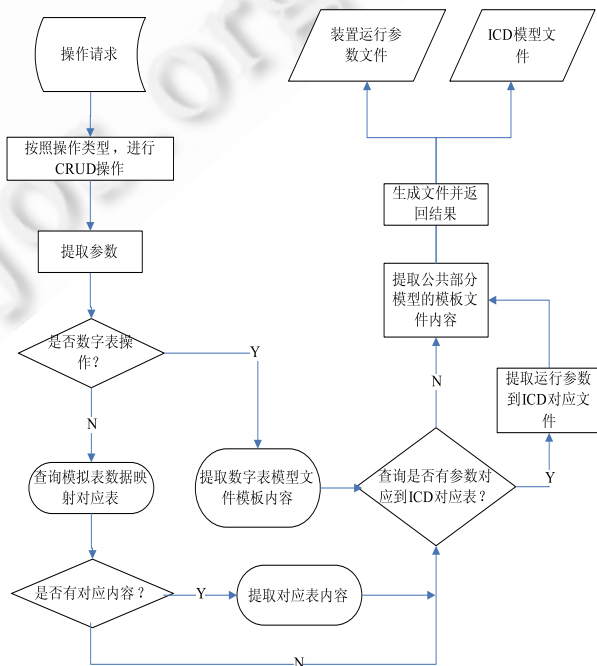 操作请求
按照操作类型，进行
CRUD操作
提取参数
是否数字表操
作？
Y
N
查询模拟表数据映
射对应表
提取数字表模型文
件模板内容
是否有对应内容？
Y
提取对应表内容
N
装置运行参
数文件
ICD模型文
件
生成文件并返
回结果
提取公共部分
模型的模板文
件内容
N
提取运行参数
到ICD对应文
件
查询是否有参数对
应到ICD对应表？
Y